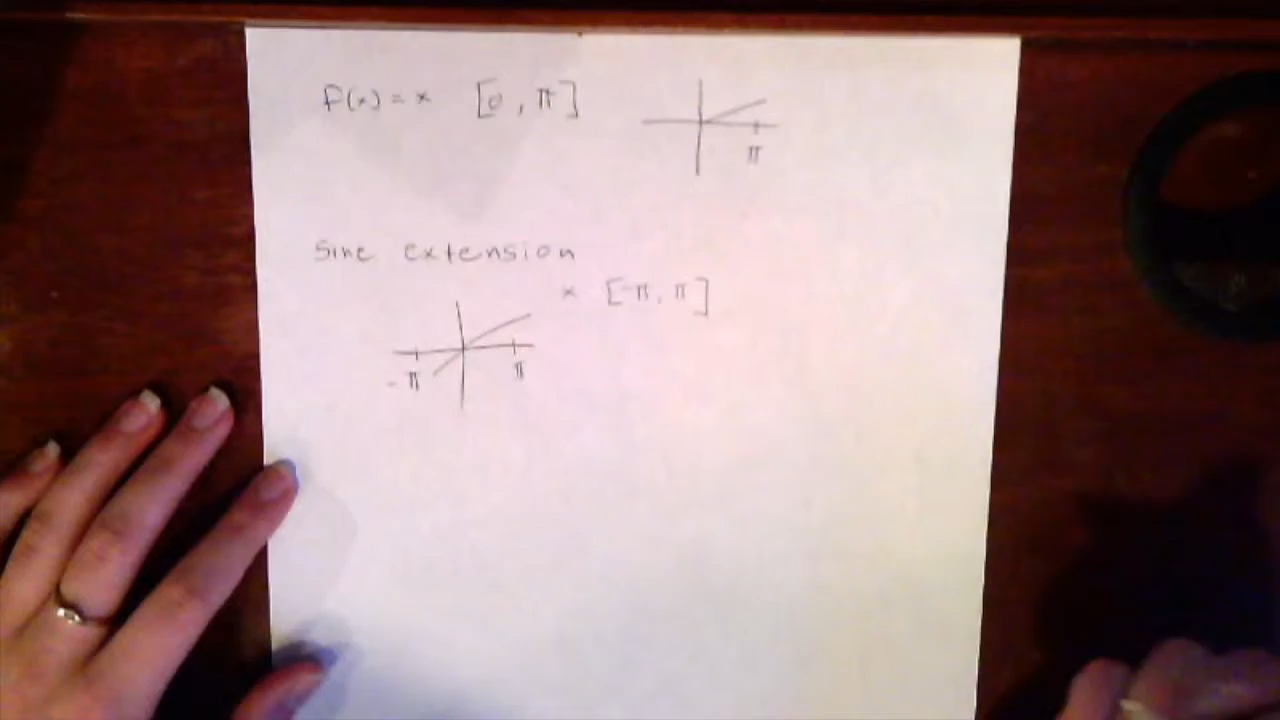 f(x) = x [0, π]
π
Sine extension
x [-π, π]
-π π